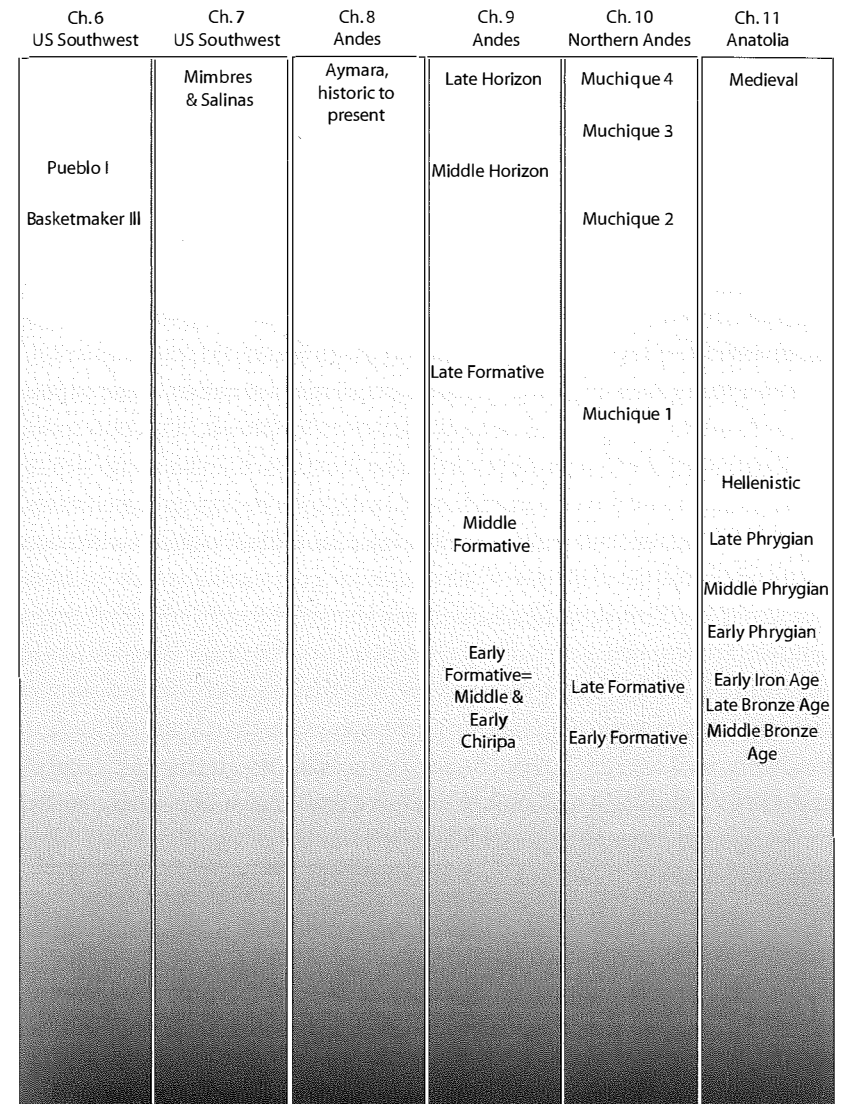 Ch. 6
US Southwest
Ch. 7
US Southwest
Ch. 8
Andes
Ch. 9
Andes
Ch. 10
Northern Andes
Ch. 11
Anatolia
Pueblo I
Basketmaker III
Mimbres
& Salinas
Aymara,
historic to
present
Late Horizon
Middle Horizon
Late Formative
Middle
Formative
Early
Formative=
Middle &
Early
Chiripa
Muchique 4
Muchique 3
Muchique 2
Muchique 1
Late Formative
Early Formative
Medieval
Hellenistic
Late Phrygian
Middle Phrygian
Early Phrygian
Early Iron Age
Late Bronze Age
Middle Bronze
Age